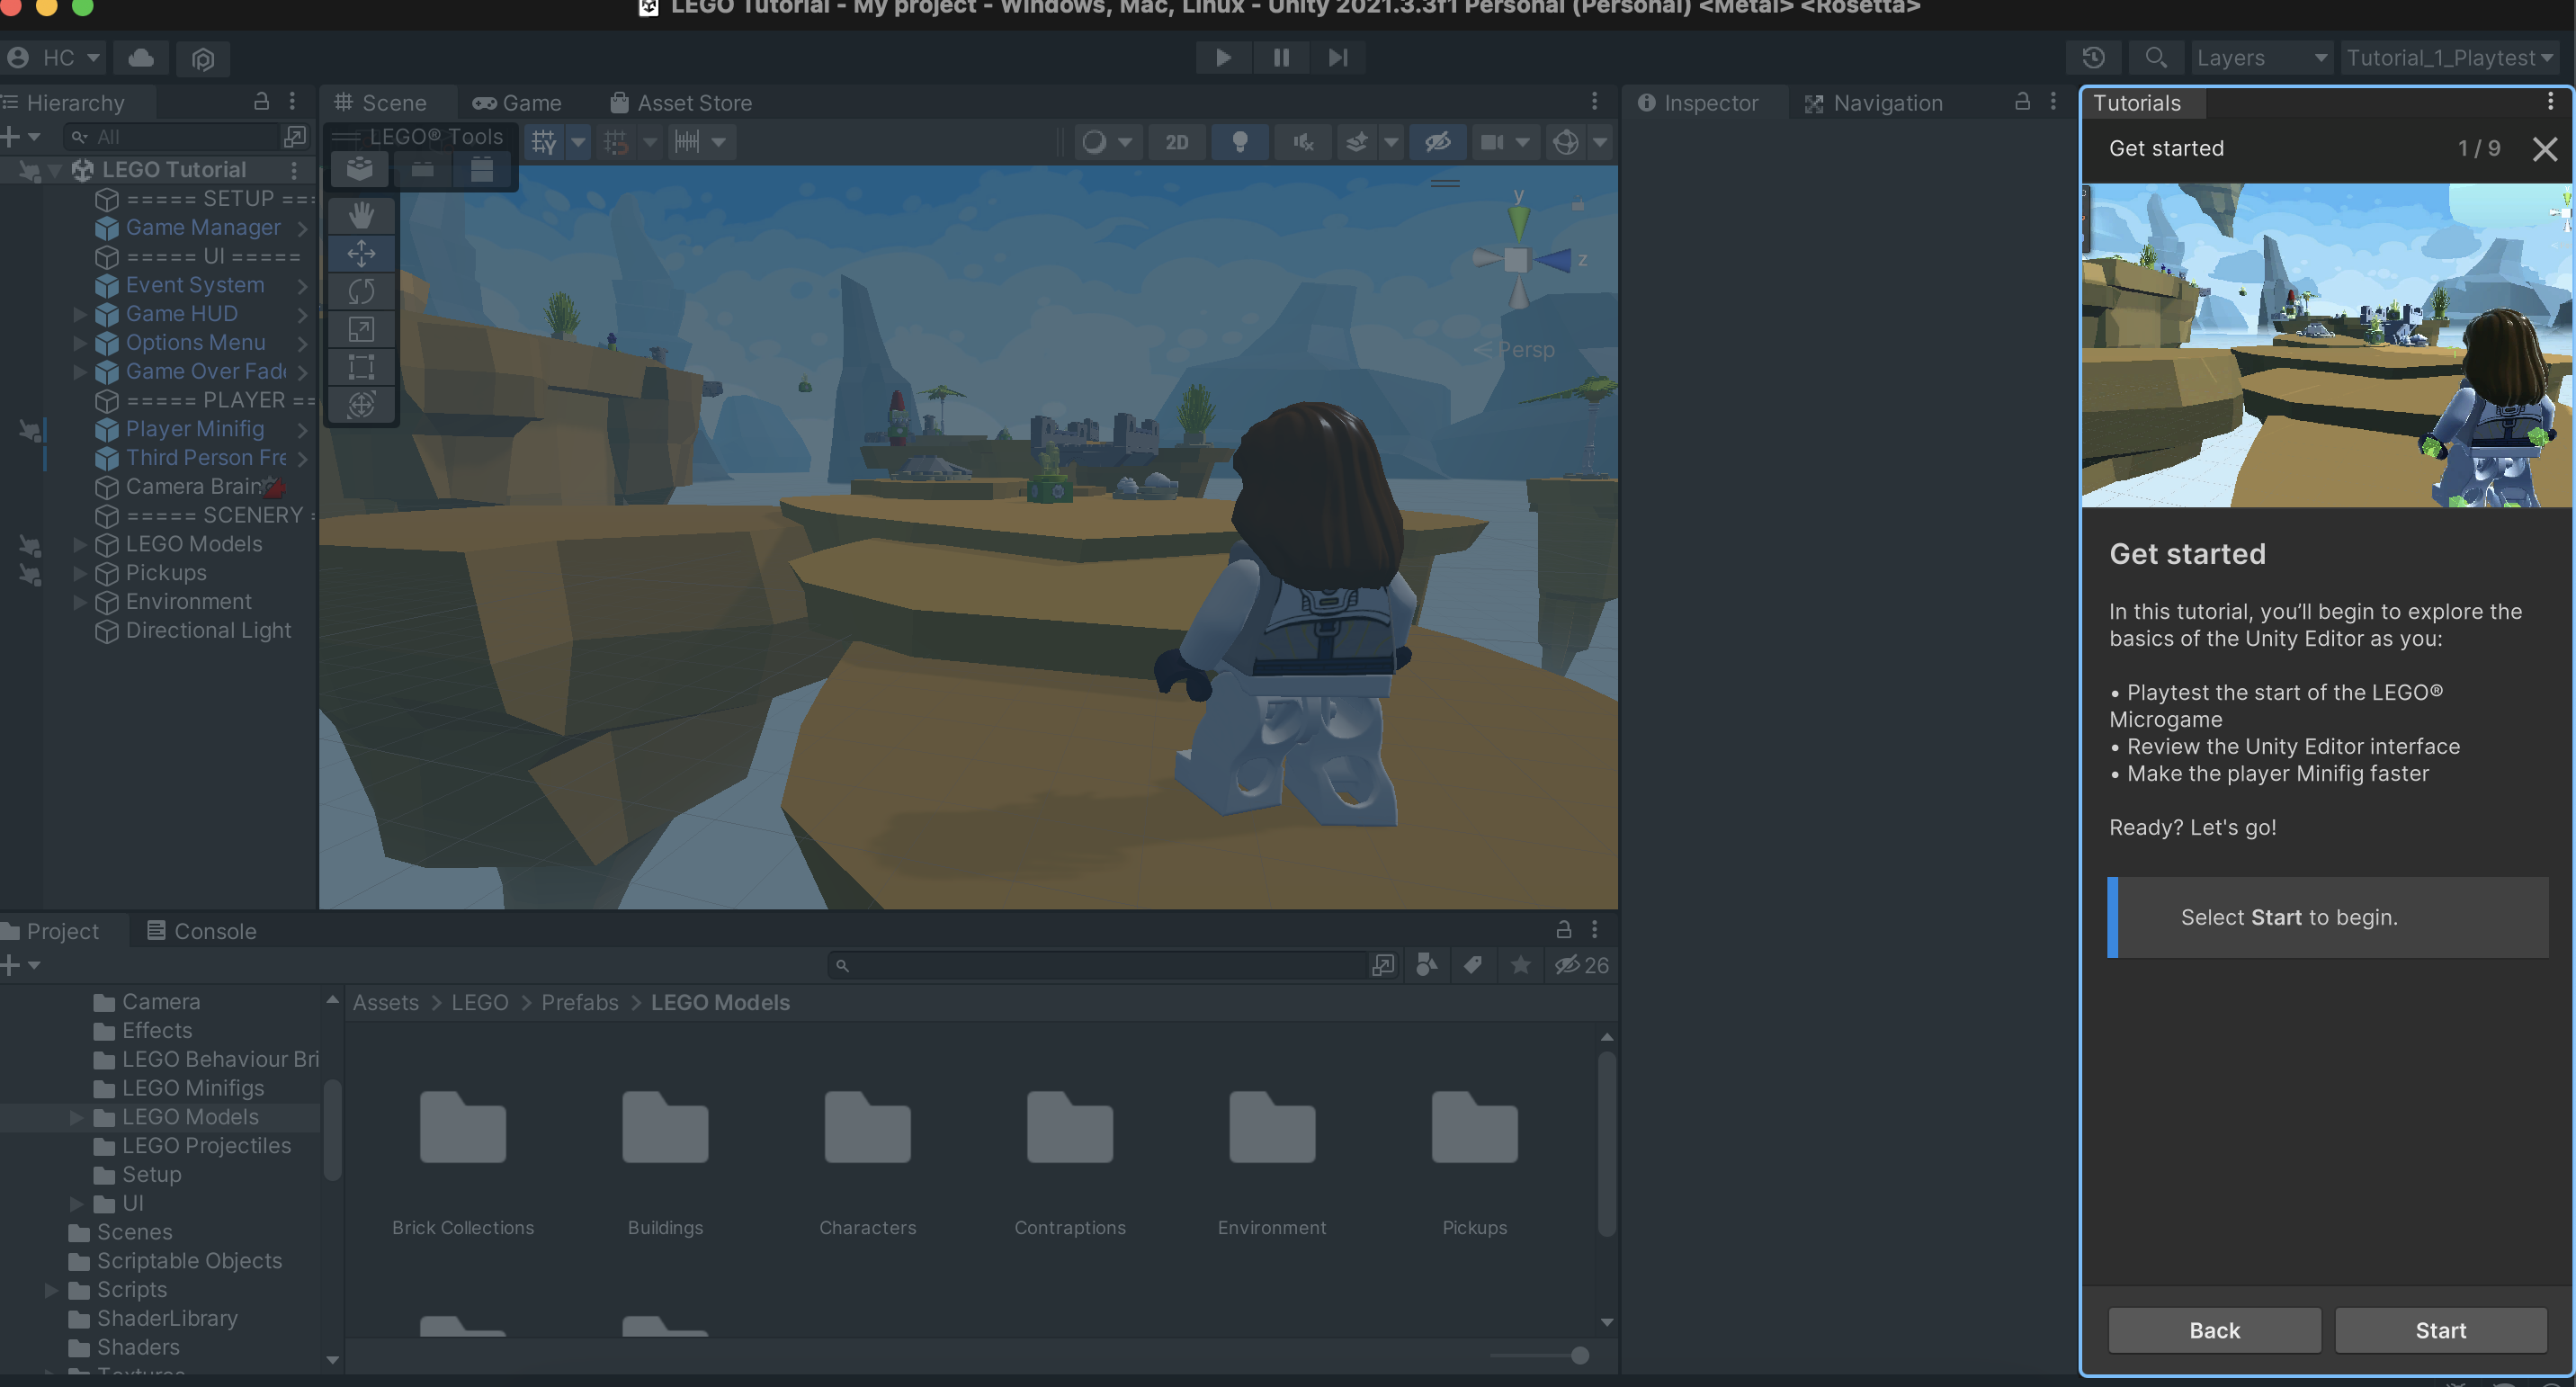 LEGO Tutorial - My project - Windows, Mac, Linux - Unity 2021.3.3f1 Personal (Personal) <Metal> <Rosetta>
HC
Layers
Tutorial_1_Playtest
Hierarchy
All
LEGO Tutorial
===== SETUP ===
Game Manager
===== UI =====
Event System
Game HUD
Options Menu
Game Over Fade
===== PLAYER ==
Player Minifig
Third Person Fre
Camera Brain
===== SCENERY =
LEGO Models
Pickups
Environment
Directional Light
Scene
Game
Asset Store
LEGO® Tools
2D
y
z
< Persp
Inspector
Navigation
Tutorials
Get started
1 / 9
Get started
In this tutorial, you’ll begin to explore the
basics of the Unity Editor as you:
• Playtest the start of the LEGO®
Microgame
• Review the Unity Editor interface
• Make the player Minifig faster
Ready? Let's go!
Select Start to begin.
Back
Start
Project
Console
26
Camera
Effects
LEGO Behaviour Bri
LEGO Minifigs
LEGO Models
LEGO Projectiles
Setup
UI
Scenes
Scriptable Objects
Scripts
ShaderLibrary
Shaders
Textures
Assets > LEGO > Prefabs > LEGO Models
Brick Collections
Buildings
Characters
Contraptions
Environment
Pickups